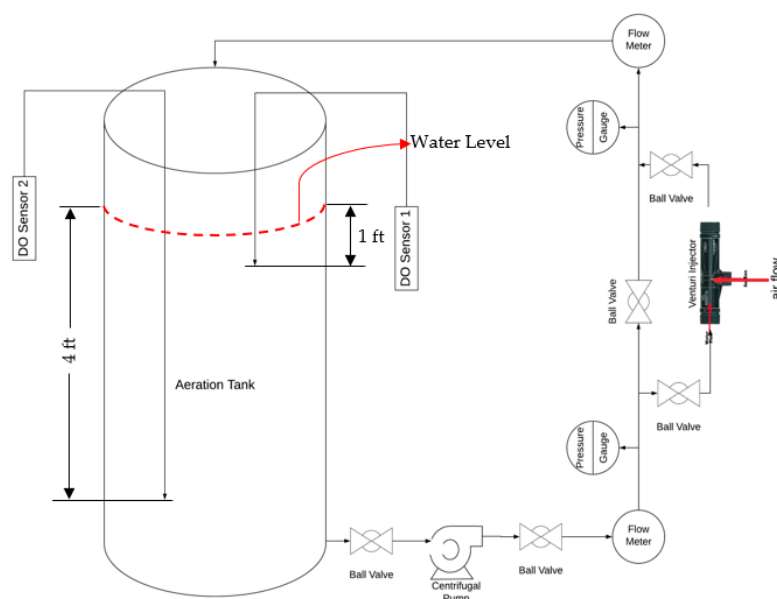 Flow
Meter
Pressure
Gauge
Water Level
Ball Valve
DO Sensor 2
DO Sensor 1
1 ft
Venturi Injector
air flow
Ball Valve
4 ft
Aeration Tank
Ball Valve
Pressure
Gauge
Flow
Meter
Ball Valve
Ball Valve
Centrifugal
Pump